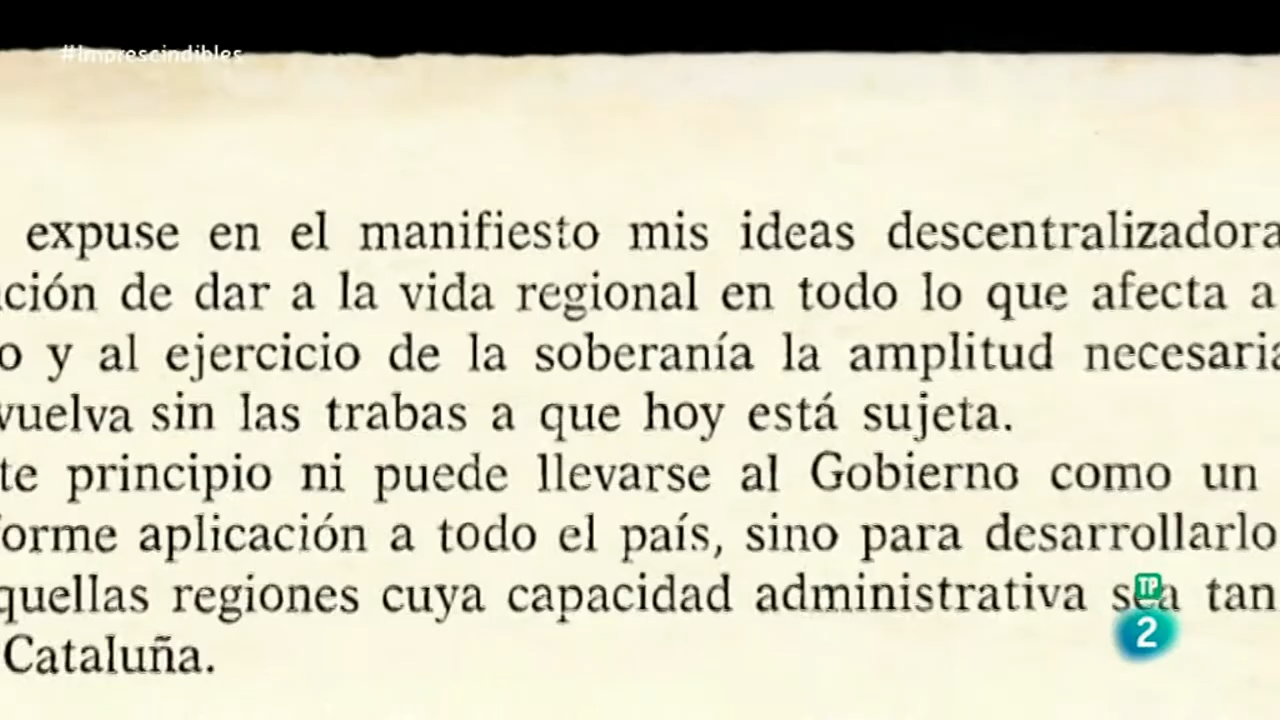 #Imprescindibles
expuse en el manifiesto mis ideas descentralizadora
ción de dar a la vida regional en todo lo que afecta a
o y al ejercicio de la soberanía la amplitud necesaria
vuelva sin las trabas a que hoy está sujeta.
te principio ni puede llevarse al Gobierno como un
forme aplicación a todo el país, sino para desarrollarlo
quellas regiones cuya capacidad administrativa sea tan
Cataluña.
TP
2